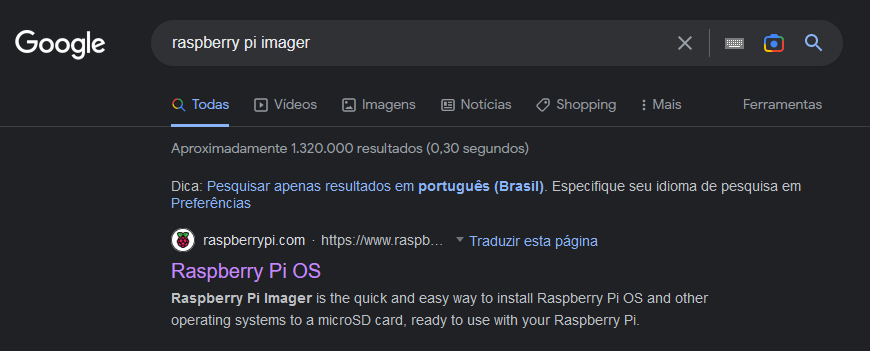 Google
raspberry pi imager
Todas Vídeos Imagens Notícias Shopping Mais Ferramentas
Aproximadamente 1.320.000 resultados (0,30 segundos)
Dica: Pesquisar apenas resultados em português (Brasil). Especifique seu idioma de pesquisa em
Preferências
raspberrypi.com · https://www.raspb... Traduzir esta página
Raspberry Pi OS
Raspberry Pi Imager is the quick and easy way to install Raspberry Pi OS and other
operating systems to a microSD card, ready to use with your Raspberry Pi.